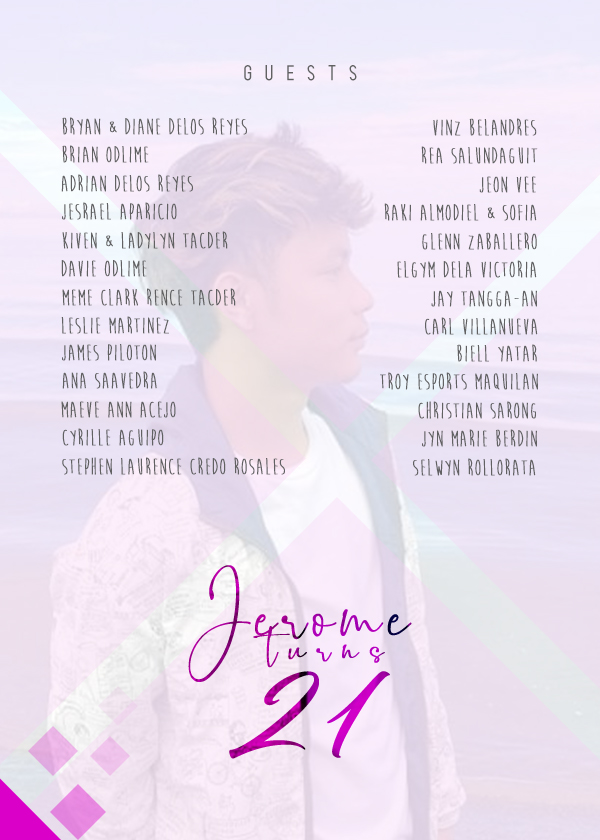 GUESTS
BRYAN & DIANE DELOS REYES
BRIAN ODLIME
ADRIAN DELOS REYES
JESRAEL APARICIO
KIVEN & LADYLYN TACDER
DAVIE ODLIME
MEME CLARK RENCE TACDER
LESLIE MARTINEZ
JAMES PILOTON
ANA SAAVEDRA
MAEVE ANN ACEJO
CYRILLE AGUIPO
STEPHEN LAURENCE CREDO ROSALES
VINZ BELANDRES
REA SALUNDAGUIT
JEON VEE
RAKI ALMODIEL & SOFIA
GLENN ZABALLERO
ELGYM DELA VICTORIA
JAY TANGGA-AN
CARL VILLANUEVA
BIELL YATAR
TROY ESPORTS MAQUILAN
CHRISTIAN SARONG
JYN MARIE BERDIN
SELWYN ROLLORATA
Jerome
turns
21